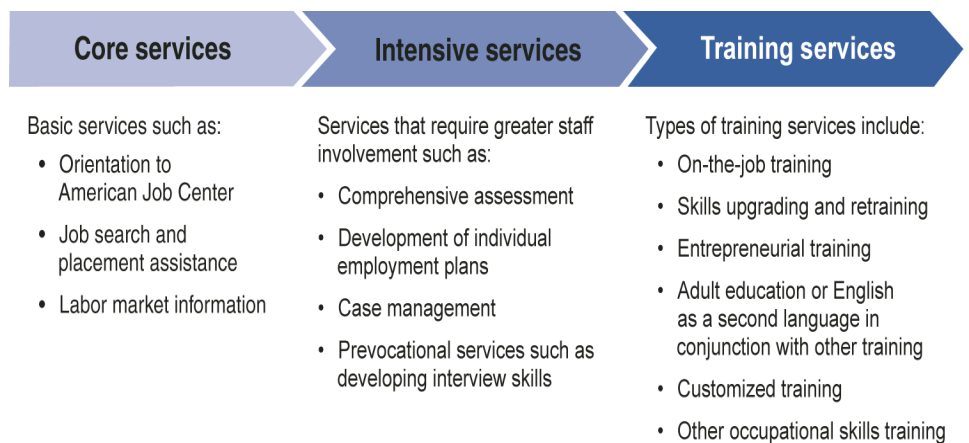 Core services
Basic services such as:
• Orientation to
American Job Center
• Job search and
placement assistance
• Labor market information
Intensive services
Services that require greater staff
involvement such as:
• Comprehensive assessment
• Development of individual
employment plans
• Case management
• Prevocational services such as
developing interview skills
Training services
Types of training services include:
• On-the-job training
• Skills upgrading and retraining
• Entrepreneurial training
• Adult education or English
as a second language in
conjunction with other training
• Customized training
• Other occupational skills training